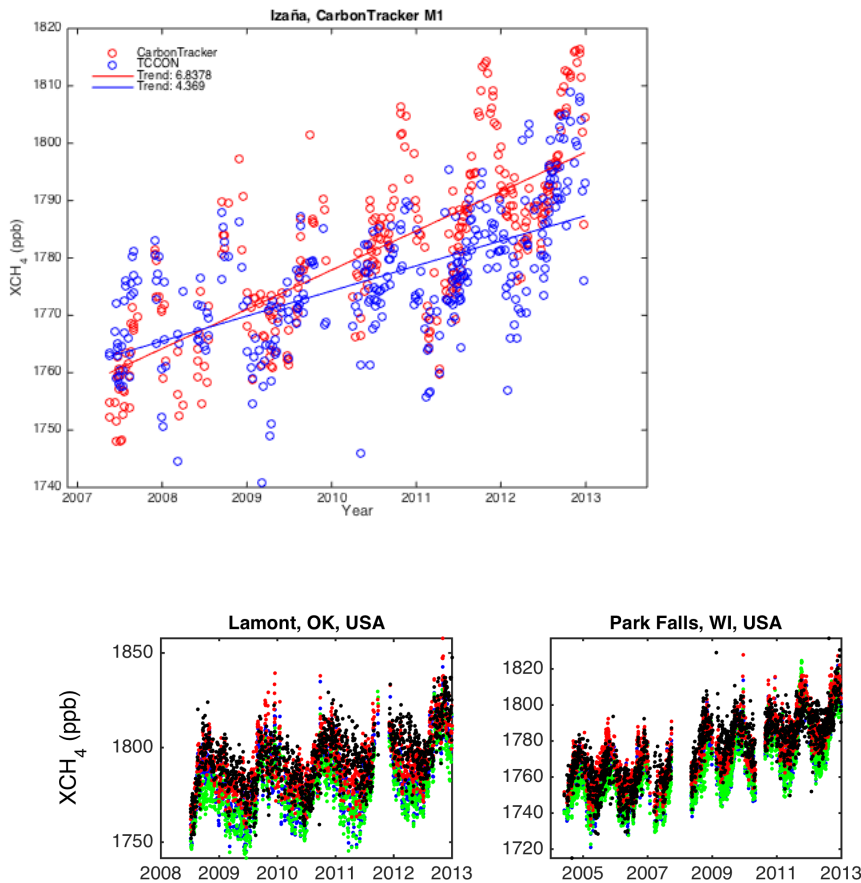 Izaña, CarbonTracker M1
1820
1810
1800
1790
1780
1770
1760
1750
1740
XCH4 (ppb)
CarbonTracker
TCCON
Trend: 6.8378
Trend: 4.369
2007 2008 2009 2010 2011 2012 2013
Year
Lamont, OK, USA
1850
1800
1750
XCH4 (ppb)
2008 2009 2010 2011 2012 2013
Park Falls, WI, USA
1820
1800
1780
1760
1740
1720
2005 2007 2009 2011 2013